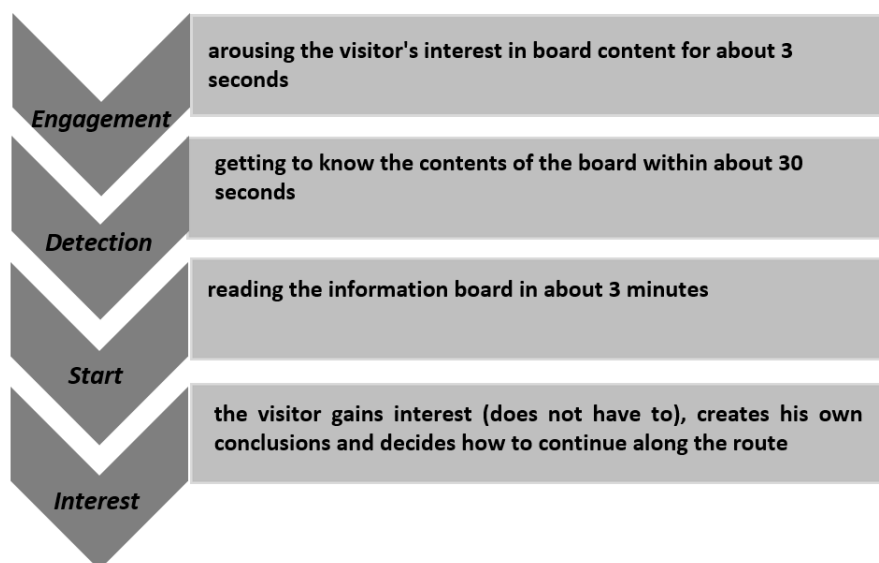 Engagement
arousing the visitor's interest in board content for about 3
seconds
Detection
getting to know the contents of the board within about 30
seconds
Start
reading the information board in about 3 minutes
Interest
the visitor gains interest (does not have to), creates his own
conclusions and decides how to continue along the route